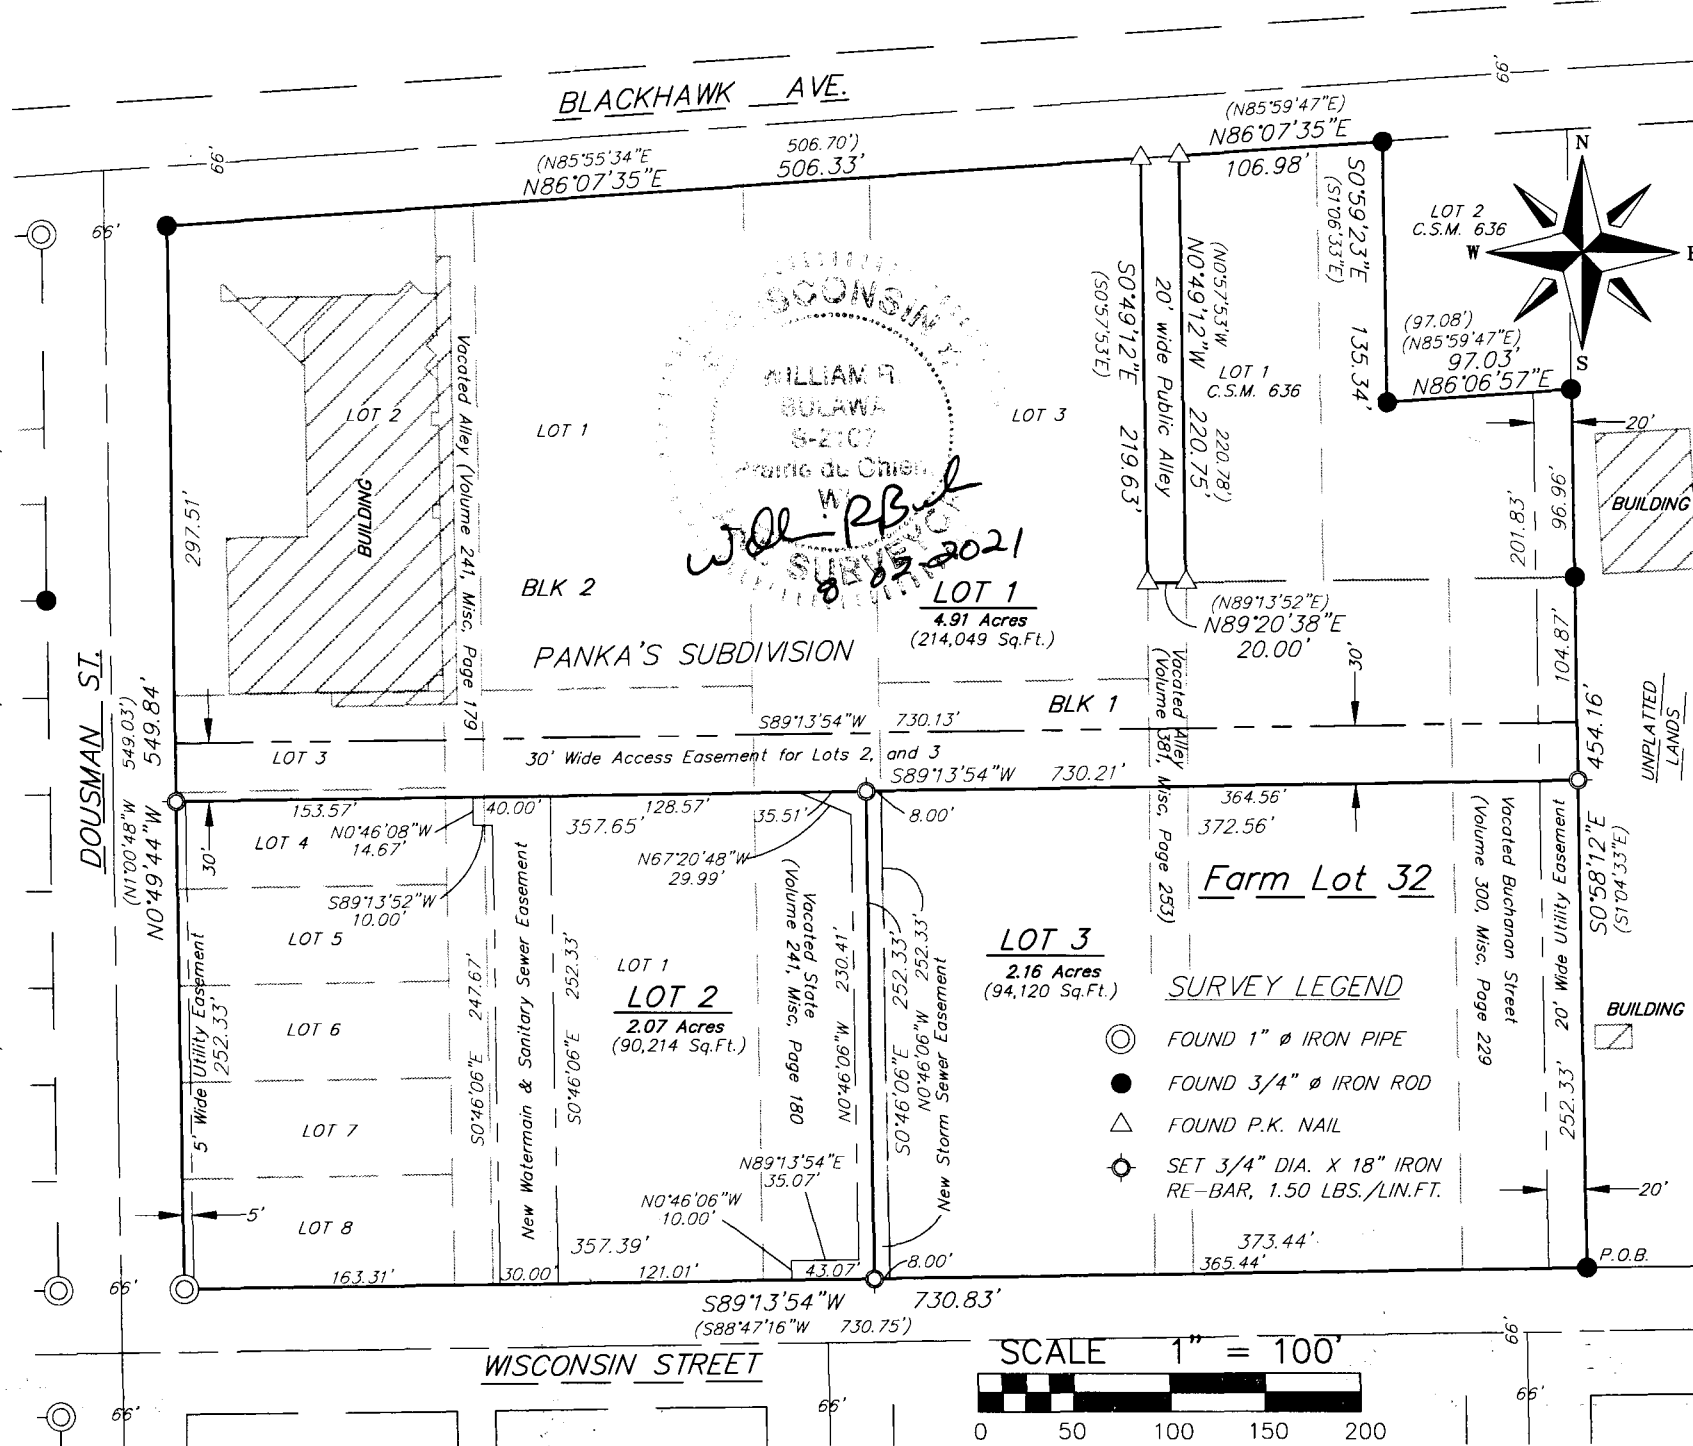 BLACKHAWK AVE.
66'
66'
66'
(N85°55'34"E 506.70')
N86°07'35"E 506.33'
(N85°59'47"E)
N86°07'35"E
106.98'
S0°59'23"E 135.34'
(S1°06'33"E)
LOT 2
C.S.M. 636
N
W
S
(97.08')
(N85°59'47"E)
97.03'
N86°06'57"E
20'
BUILDING
201.83'
96.96'
104.87'
454.16'
UNPLATTED
LANDS
S0°49'12"E 219.63'
(S0°57'53"E)
20' wide Public Alley
N0°49'12"W 220.75'
(N0°57'53"W 220.78')
LOT 1
C.S.M. 636
LOT 2
BUILDING
Vacated Alley (Volume 241, Misc, Page 179
LOT 1
LOT 3
WISCONSIN
WILLIAM R.
BULAWA
S-2107
Prairie du Chien,
WI
SURVEYOR
8-02-2021
297.51'
BLK 2
LOT 1
4.91 Acres
(214,049 Sq.Ft.)
(N89°13'52"E)
N89°20'38"E
20.00'
PANKA'S SUBDIVISION
BLK 1
Vacated Alley
(Volume 381, Misc, Page 253)
30'
DOUSMAN ST.
(N1°00'48"W 549.03')
N0°49'44"W 549.84'
S89°13'54"W 730.13'
LOT 3
30' Wide Access Easement for Lots 2, and 3
S89°13'54"W 730.21'
153.57'
40.00'
128.57'
35.51'
8.00'
364.56'
357.65'
372.56'
LOT 4
N0°46'08"W
14.67'
30'
N67°20'48"W
29.99'
S89°13'52"W
10.00'
Farm Lot 32
Vacated Buchanan Street
(Volume 300, Misc, Page 229
20' Wide Utility Easement
S0°58'12"E
(S1°04'33"E)
LOT 5
5' Wide Utility Easement
252.33'
S0°46'06"E 247.67'
New Watermain & Sanitary Sewer Easement
S0°46'06"E 252.33'
LOT 1
LOT 2
2.07 Acres
(90,214 Sq.Ft.)
Vacated State
(Volume 241, Misc, Page 180
N0°46'06"W 230.41'
S0°46'06"E 252.33'
N0°46'06"W 252.33'
New Storm Sewer Easement
LOT 3
2.16 Acres
(94,120 Sq.Ft.)
LOT 6
LOT 7
LOT 8
SURVEY LEGEND
FOUND 1" ø IRON PIPE
FOUND 3/4" ø IRON ROD
FOUND P.K. NAIL
SET 3/4" DIA. X 18" IRON
RE-BAR, 1.50 LBS./LIN.FT.
252.33'
BUILDING
20'
N89°13'54"E
35.07'
N0°46'06"W
10.00'
5'
357.39'
373.44'
163.31'
30.00'
121.01'
43.07'
8.00'
365.44'
P.O.B.
66'
S89°13'54"W 730.83'
(S88°47'16"W 730.75')
66'
WISCONSIN STREET
SCALE 1" = 100'
66'
66'
66'
0 50 100 150 200